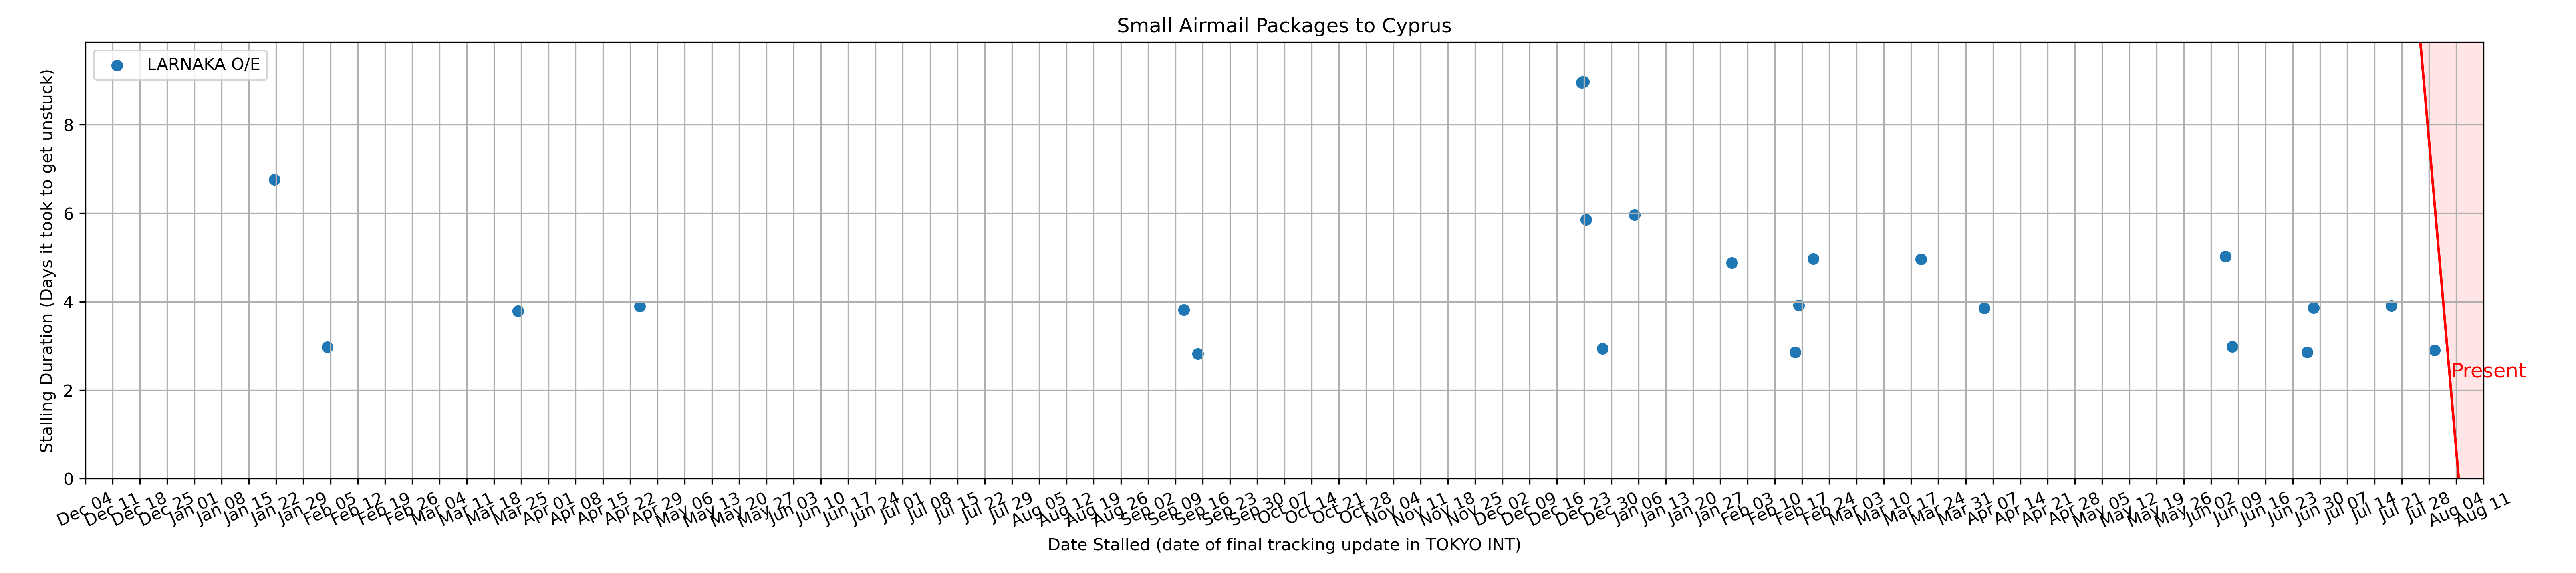 Small Airmail Packages to Cyprus
LARNAKA O/E
Stalling Duration (Days it took to get unstuck)
8
6
4
2
0
Present
Dec 04
Dec 11
Dec 18
Dec 25
Jan 01
Jan 08
Jan 15
Jan 22
Jan 29
Feb 05
Feb 12
Feb 19
Feb 26
Mar 04
Mar 11
Mar 18
Mar 25
Apr 01
Apr 08
Apr 15
Apr 22
Apr 29
May 06
May 13
May 20
May 27
Jun 03
Jun 10
Jun 17
Jun 24
Jul 01
Jul 08
Jul 15
Jul 22
Jul 29
Aug 05
Aug 12
Aug 19
Aug 26
Sep 02
Sep 09
Sep 16
Sep 23
Sep 30
Oct 07
Oct 14
Oct 21
Oct 28
Nov 04
Nov 11
Nov 18
Nov 25
Dec 02
Dec 09
Dec 16
Dec 23
Dec 30
Jan 06
Jan 13
Jan 20
Jan 27
Feb 03
Feb 10
Feb 17
Feb 24
Mar 03
Mar 10
Mar 17
Mar 24
Mar 31
Apr 07
Apr 14
Apr 21
Apr 28
May 05
May 12
May 19
May 26
Jun 02
Jun 09
Jun 16
Jun 23
Jun 30
Jul 07
Jul 14
Jul 21
Jul 28
Aug 04
Aug 11
Date Stalled (date of final tracking update in TOKYO INT)